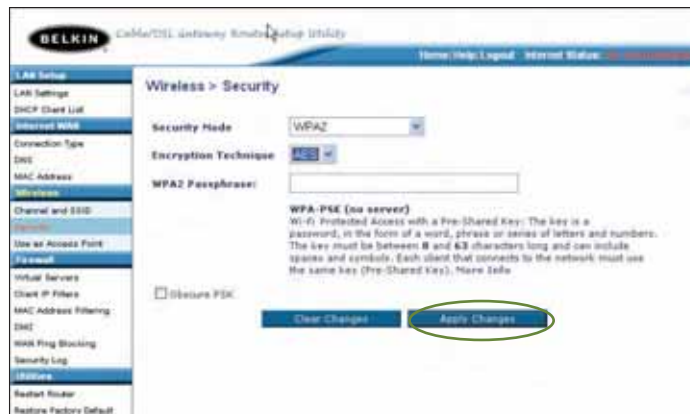 BELKIN
Cable/DSL Gateway Router Setup Utility
Home|Help|Logout Internet Status:
LAN Setup
LAN Settings
DHCP Client List
Internet WAN
Connection Type
DNS
MAC Address
Wireless
Channel and SSID
Security
Use as Access Point
Firewall
Virtual Servers
Client IP Filters
MAC Address Filtering
DMZ
WAN Ping Blocking
Security Log
Utilities
Restart Router
Restore Factory Default
Wireless > Security
Security Mode WPA2
Encryption Technique AES
WPA2 Passphrase:
WPA-PSK (no server)
Wi-Fi Protected Access with a Pre-Shared Key: The key is a
password, in the form of a word, phrase or series of letters and numbers.
The key must be between 8 and 63 characters long and can include
spaces and symbols. Each client that connects to the network must use
the same key (Pre-Shared Key). More Info
Obscure PSK
Clear Changes Apply Changes